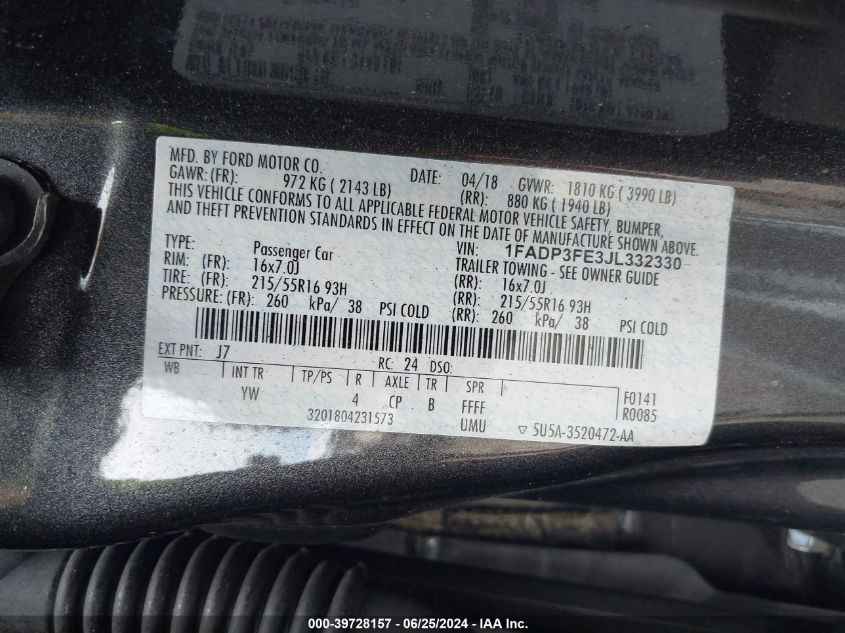 MFD. BY FORD MOTOR CO. DATE: 04/18 GVWR: 1810 KG ( 3990 LB)
GAWR:(FR): 972 KG ( 2143 LB) (RR): 880 KG ( 1940 LB)
THIS VEHICLE CONFORMS TO ALL APPLICABLE FEDERAL MOTOR VEHICLE SAFETY, BUMPER,
AND THEFT PREVENTION STANDARDS IN EFFECT ON THE DATE OF MANUFACTURE SHOWN ABOVE.
VIN: 1FADP3FE3JL332330
TYPE: Passenger Car TRAILER TOWING - SEE OWNER GUIDE
RIM: (FR): 16x7.0J (RR): 16x7.0J
TIRE: (FR): 215/55R16 93H (RR): 215/55R16 93H
PRESSURE: (FR): 260 kPa/ 38 PSI COLD (RR): 260 kPa/ 38 PSI COLD
EXT PNT: J7 RC: 24 DSO:
WB INT TR TP/PS R AXLE TR SPR F0141
YW 4 CP B FFFF R0085
3201804231573 UMU ▽ 5U5A-3520472-AA
000-39728157 - 06/25/2024 - IAA Inc.